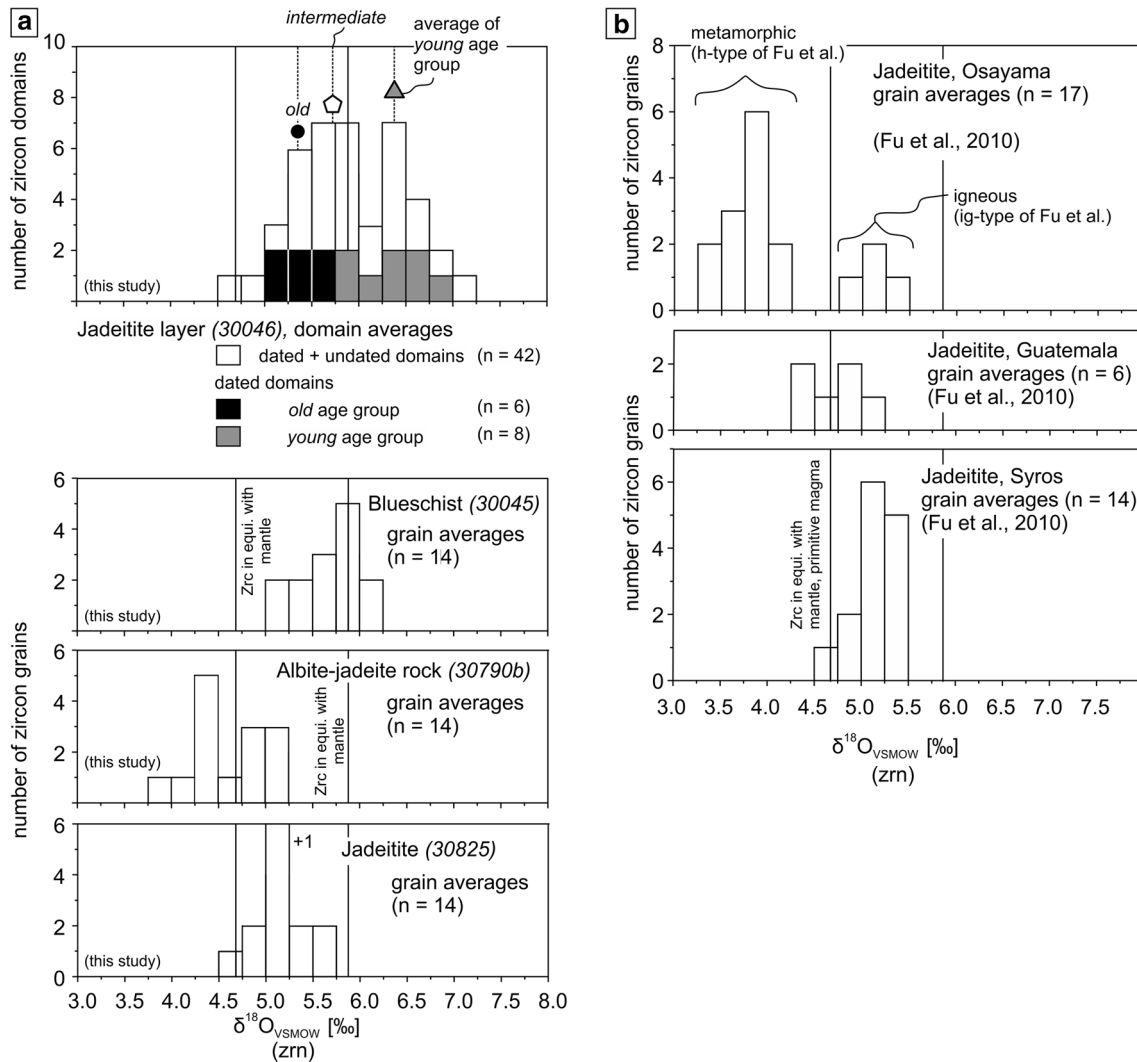 a
intermediate
average of
young age
group
old
10
8
6
4
2
number of zircon domains
(this study)
Jadeitite layer (30046), domain averages
dated + undated domains (n = 42)
dated domains
old age group (n = 6)
young age group (n = 8)
6
4
2
Zrc in equi. with
mantle
Blueschist (30045)
grain averages
(n = 14)
(this study)
number of zircon grains
6
4
2
0
Albite-jadeite rock (30790b)
grain averages
(n = 14)
Zrc in equi. with
mantle
(this study)
6
4
2
0
+1
Jadeitite (30825)
grain averages
(n = 14)
(this study)
3.0 3.5 4.0 4.5 5.0 5.5 6.0 6.5 7.0 7.5 8.0
δ18OVSMOW [‰]
(zrn)
b
metamorphic
(h-type of Fu et al.)
Jadeitite, Osayama
grain averages (n = 17)
(Fu et al., 2010)
igneous
(ig-type of Fu et al.)
8
6
4
2
0
number of zircon grains
2
0
Jadeitite, Guatemala
grain averages (n = 6)
(Fu et al., 2010)
6
4
2
0
number of zircon grains
Zrc in equi. with
mantle, primitive magma
Jadeitite, Syros
grain averages (n = 14)
(Fu et al., 2010)
3.0 3.5 4.0 4.5 5.0 5.5 6.0 6.5 7.0 7.5
δ18OVSMOW [‰]
(zrn)